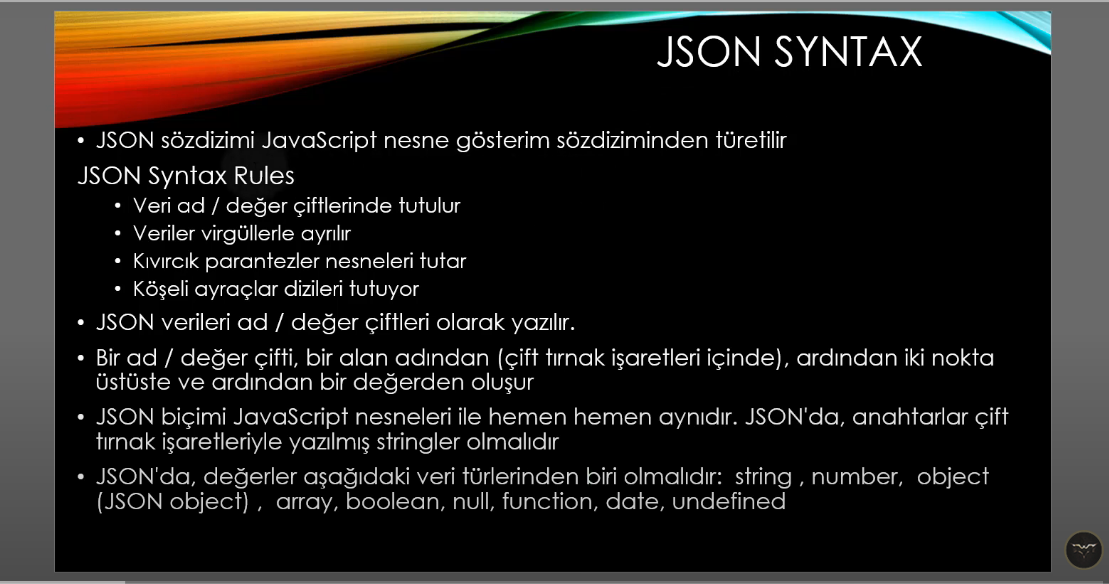 JSON SYNTAX
• JSON sözdizimi JavaScript nesne gösterim sözdiziminden türetilir
JSON Syntax Rules
• Veri ad / değer çiftlerinde tutulur
• Veriler virgüllerle ayrılır
• Kıvırcık parantezler nesneleri tutar
• Köşeli ayraçlar dizileri tutuyor
• JSON verileri ad / değer çiftleri olarak yazılır.
• Bir ad / değer çifti, bir alan adından (çift tırnak işaretleri içinde), ardından iki nokta
üstüste ve ardından bir değerden oluşur
• JSON biçimi JavaScript nesneleri ile hemen hemen aynıdır. JSON'da, anahtarlar çift
tırnak işaretleriyle yazılmış stringler olmalıdır
• JSON'da, değerler aşağıdaki veri türlerinden biri olmalıdır:  string , number,  object
(JSON object) ,  array, boolean, null, function, date, undefined